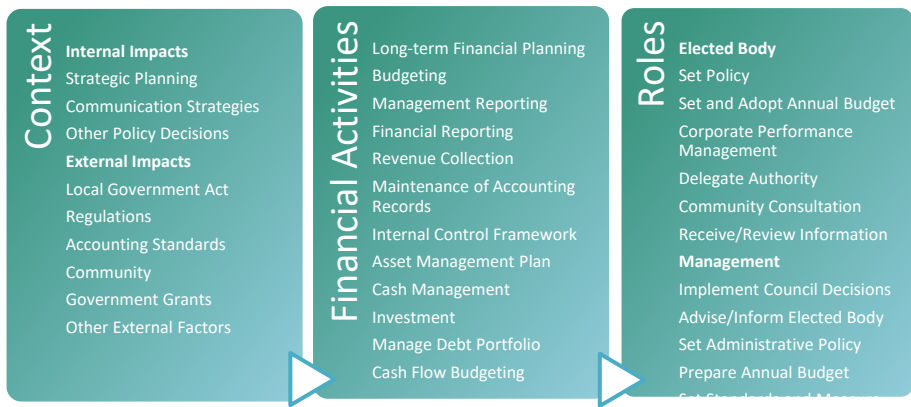 Context
Internal Impacts
Strategic Planning
Communication Strategies
Other Policy Decisions
External Impacts
Local Government Act
Regulations
Accounting Standards
Community
Government Grants
Other External Factors
Financial Activities
Long-term Financial Planning
Budgeting
Management Reporting
Financial Reporting
Revenue Collection
Maintenance of Accounting
Records
Internal Control Framework
Asset Management Plan
Cash Management
Investment
Manage Debt Portfolio
Cash Flow Budgeting
Roles
Elected Body
Set Policy
Set and Adopt Annual Budget
Corporate Performance
Management
Delegate Authority
Community Consultation
Receive/Review Information
Management
Implement Council Decisions
Advise/Inform Elected Body
Set Administrative Policy
Prepare Annual Budget
Set Standards and Measure